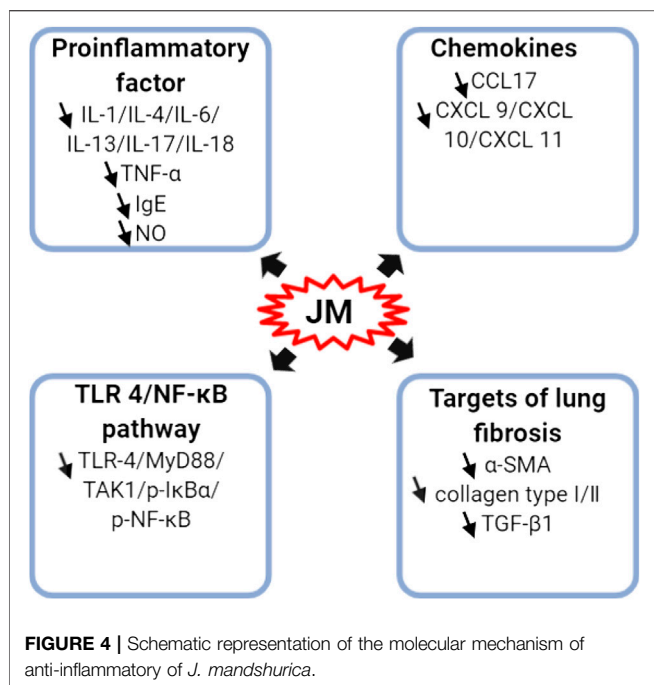 Proinflammatory
factor
↘ IL-1/IL-4/IL-6/
IL-13/IL-17/IL-18
↘ TNF-α
↘ IgE
↘ NO
Chemokines
↘ CCL17
↘ CXCL 9/CXCL
10/CXCL 11
JM
TLR 4/NF-κB
pathway
↘ TLR-4/MyD88/
TAK1/p-IκBα/
p-NF-κB
Targets of lung
fibrosis
↘ α-SMA
↘ collagen type I/II
↘ TGF-β1
FIGURE 4 | Schematic representation of the molecular mechanism of
anti-inflammatory of J. mandshurica.